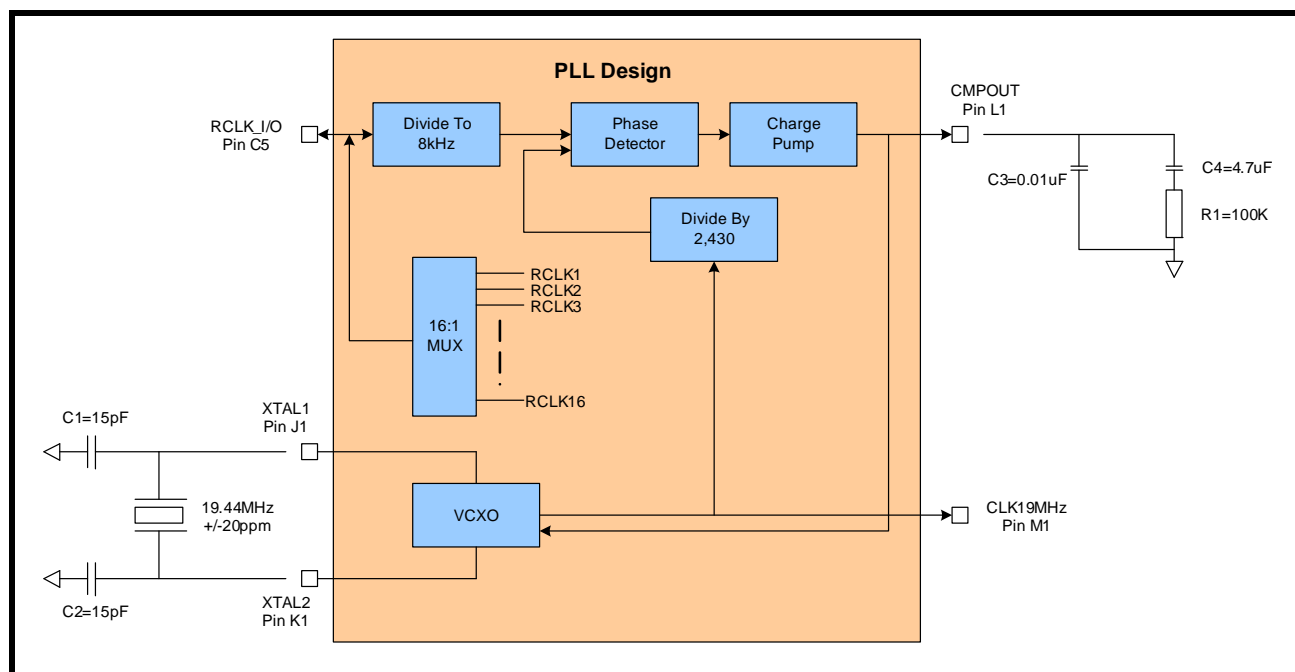 PLL Design
CMPOUT
Pin L1
RCLK_I/O
Pin C5
Divide To
8kHz
Phase
Detector
Charge
Pump
C3=0.01uF
C4=4.7uF
R1=100K
Divide By
2,430
16:1
MUX
RCLK1
RCLK2
RCLK3
RCLK16
XTAL1
Pin J1
C1=15pF
19.44MHz
+/-20ppm
VCXO
CLK19MHz
Pin M1
C2=15pF
XTAL2
Pin K1